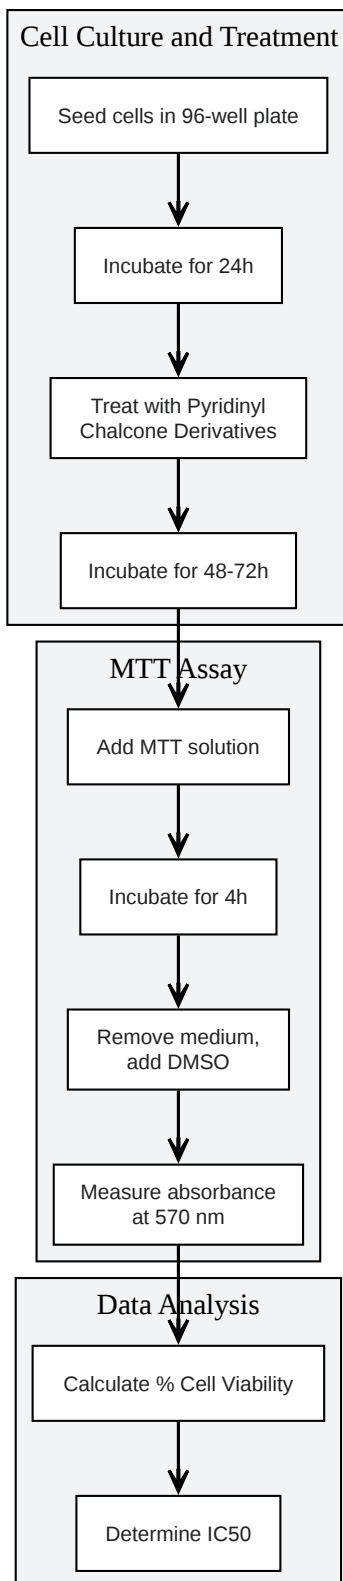 Cell Culture and Treatment
Seed cells in 96-well plate
Incubate for 24h
Treat with Pyridinyl
Chalcone Derivatives
Incubate for 48-72h
MTT Assay
Add MTT solution
Incubate for 4h
Remove medium,
add DMSO
Measure absorbance
at 570 nm
Data Analysis
Calculate % Cell Viability
Determine IC50